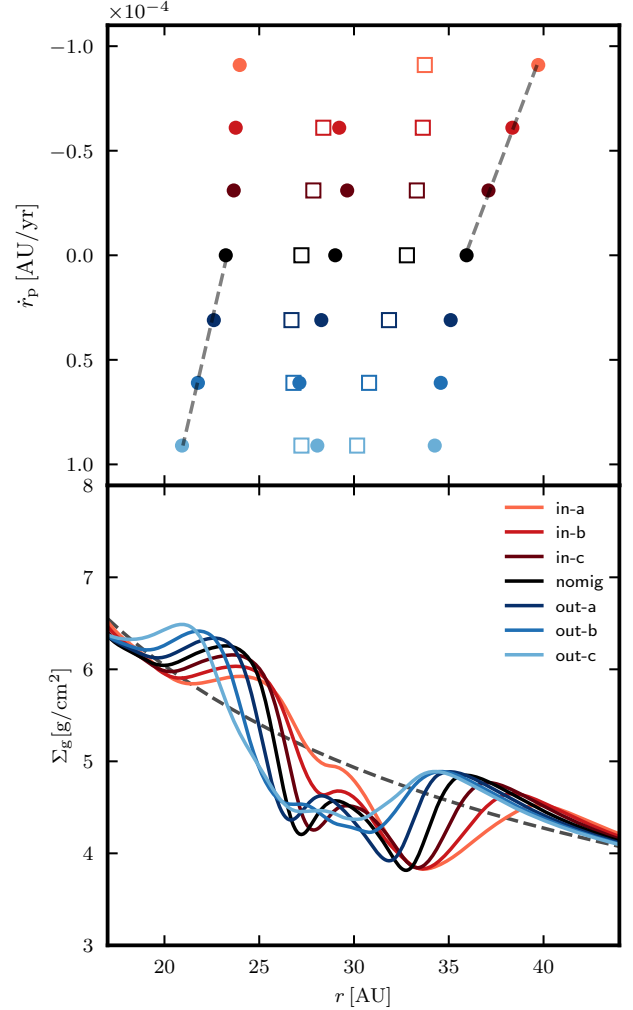 ×10⁻⁴
−1.0
−0.5
0.0
0.5
1.0
ṙₚ [AU/yr]
8
7
6
5
4
3
Σg[g/cm²]
in-a
in-b
in-c
nomig
out-a
out-b
out-c
20 25 30 35 40
r [AU]